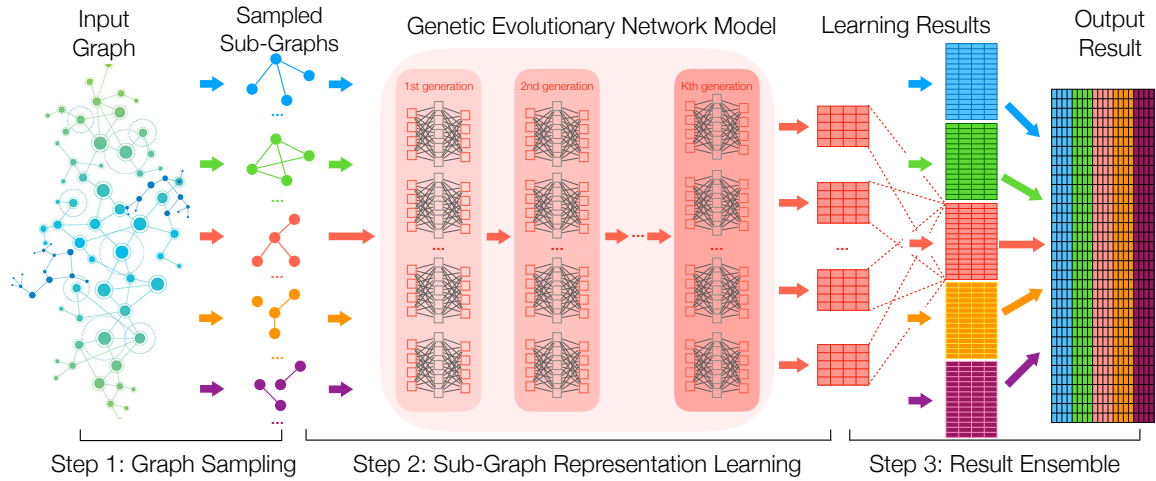 Input
Graph
Sampled
Sub-Graphs
Genetic Evolutionary Network Model
Learning Results
Output
Result
1st generation
2nd generation
Kth generation
...
...
...
...
...
...
...
...
...
...
Step 1: Graph Sampling
Step 2: Sub-Graph Representation Learning
Step 3: Result Ensemble